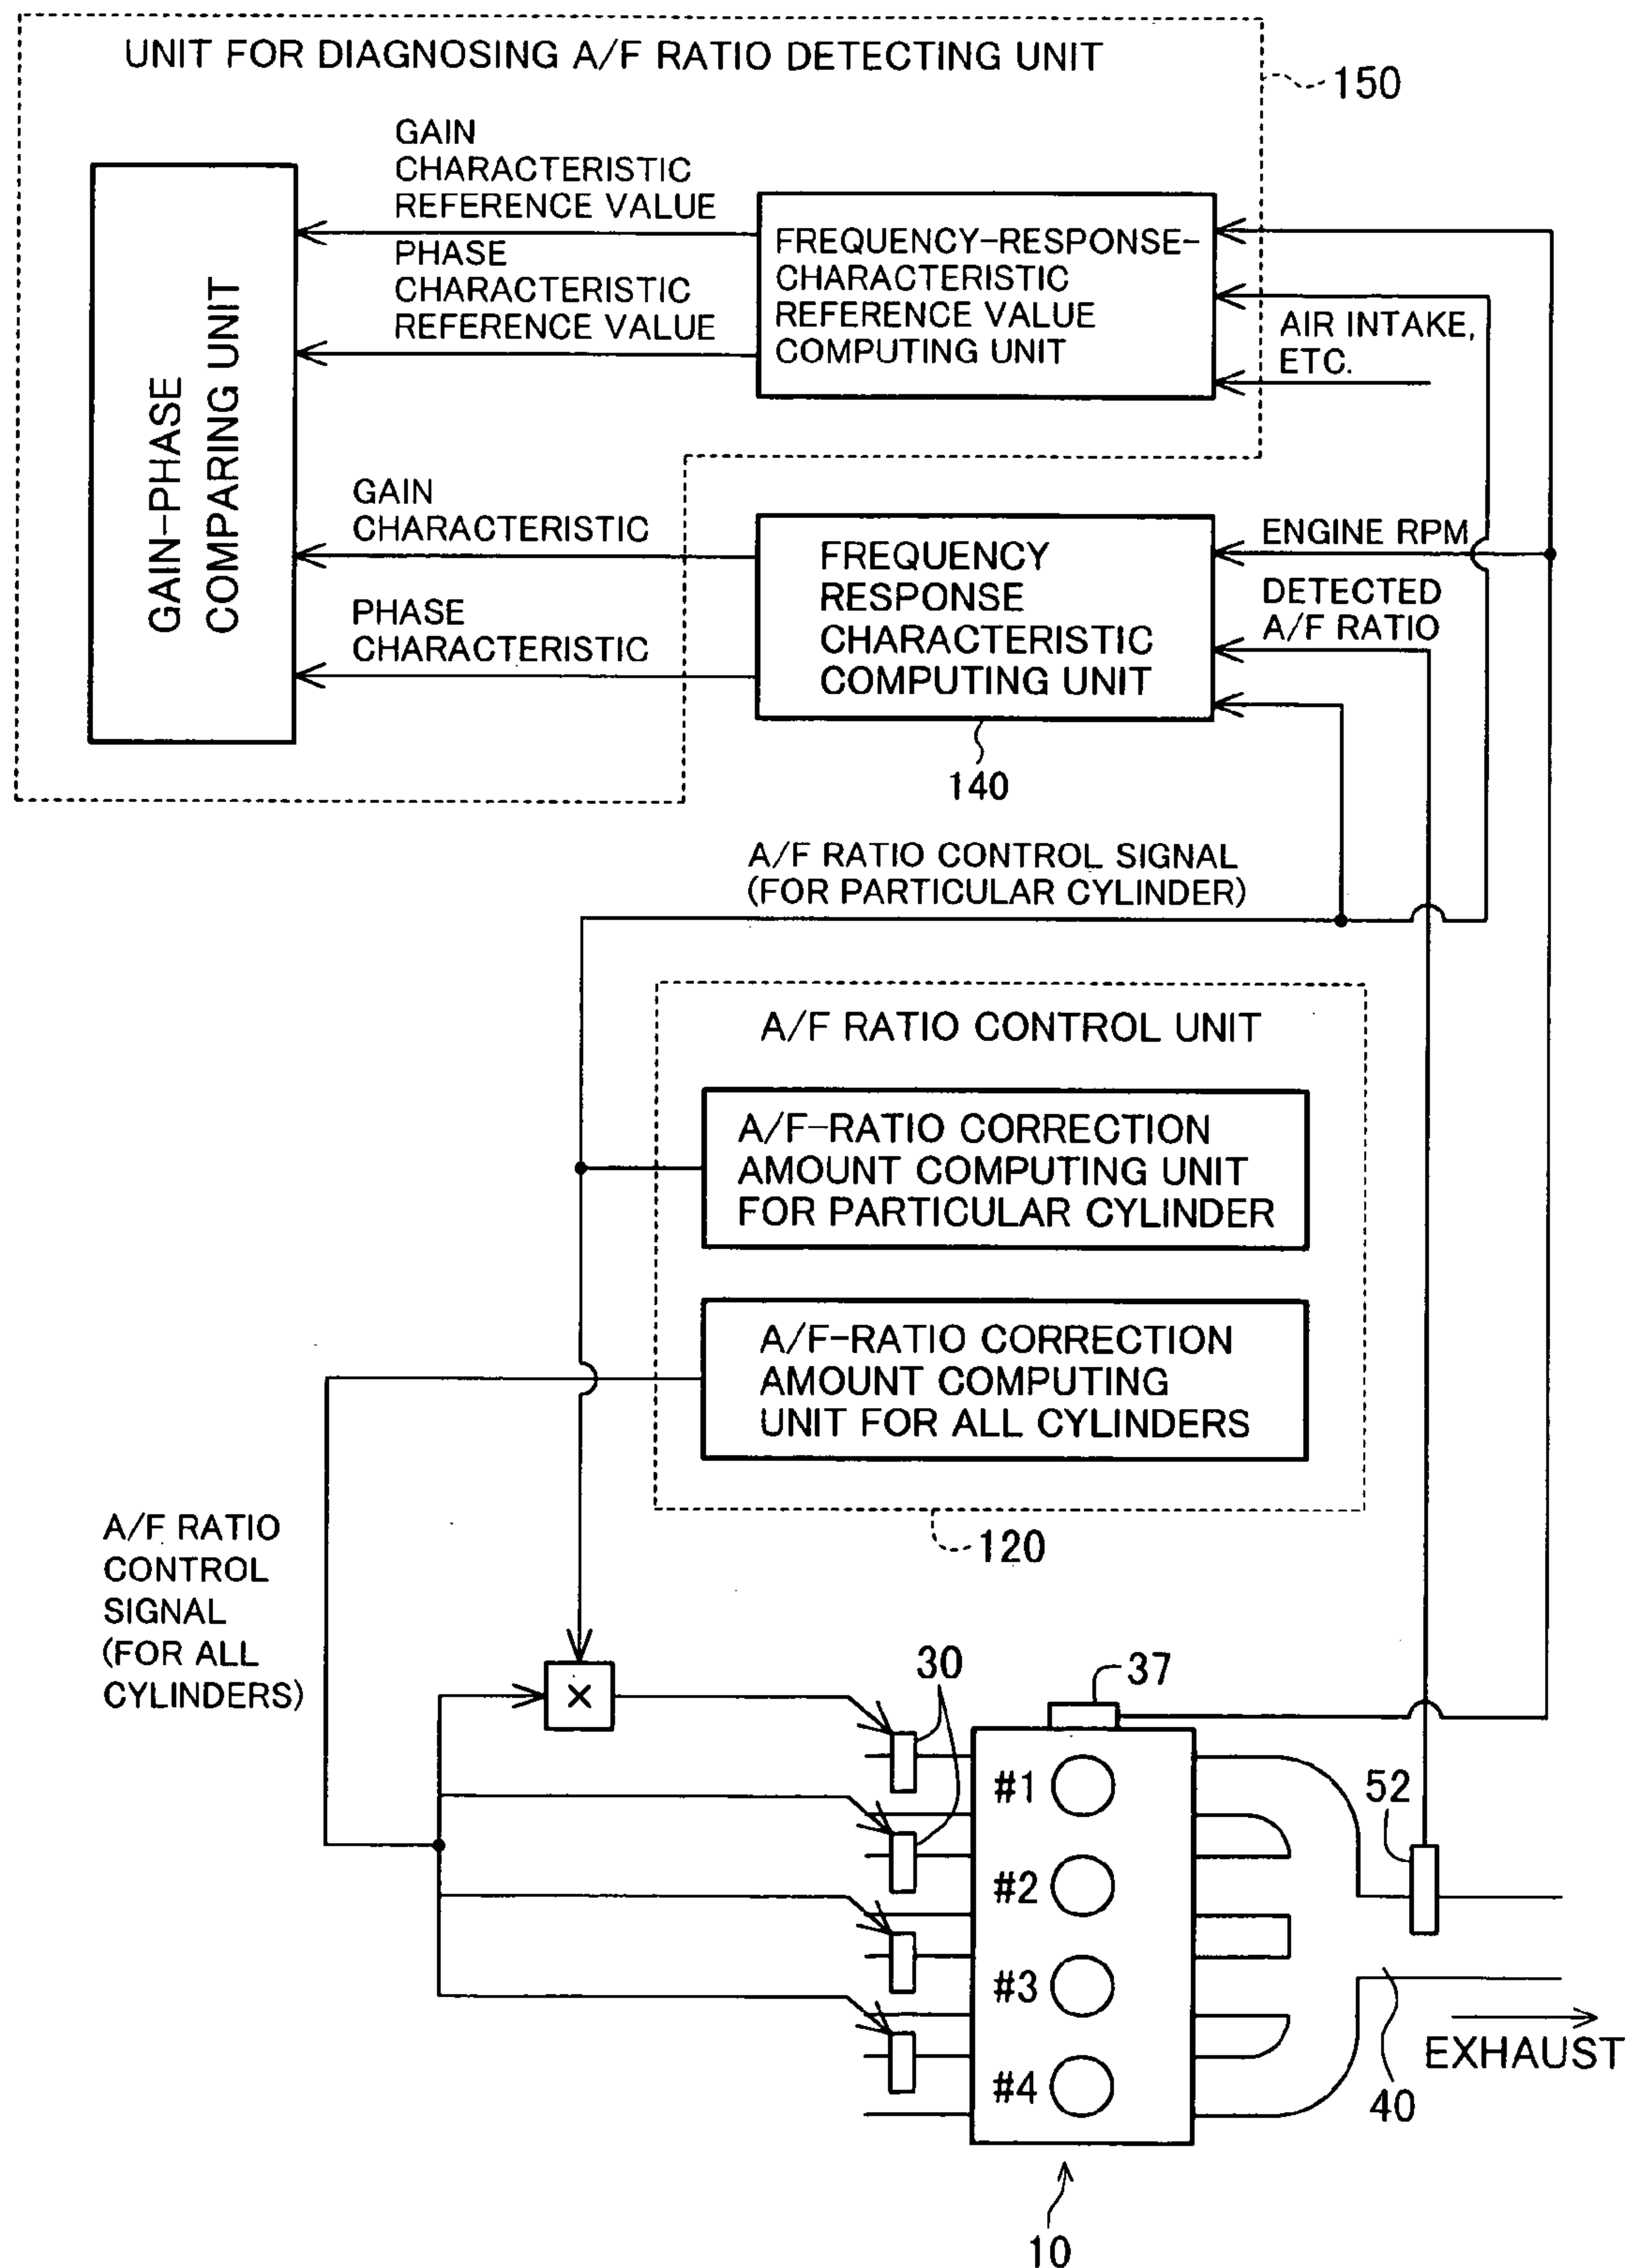 UNIT FOR DIAGNOSING A/F RATIO DETECTING UNIT
150
GAIN
CHARACTERISTIC
REFERENCE VALUE
PHASE
CHARACTERISTIC
REFERENCE VALUE
FREQUENCY-RESPONSE-
CHARACTERISTIC
REFERENCE VALUE
COMPUTING UNIT
AIR INTAKE,
ETC.
GAIN-PHASE
COMPARING UNIT
GAIN
CHARACTERISTIC
PHASE
CHARACTERISTIC
FREQUENCY
RESPONSE
CHARACTERISTIC
COMPUTING UNIT
ENGINE RPM
DETECTED
A/F RATIO
140
A/F RATIO CONTROL SIGNAL
(FOR PARTICULAR CYLINDER)
A/F RATIO CONTROL UNIT
A/F-RATIO CORRECTION
AMOUNT COMPUTING UNIT
FOR PARTICULAR CYLINDER
A/F-RATIO CORRECTION
AMOUNT COMPUTING
UNIT FOR ALL CYLINDERS
120
A/F RATIO
CONTROL
SIGNAL
(FOR ALL
CYLINDERS)
×
30
37
#1
52
#2
#3
#4
EXHAUST
40
10